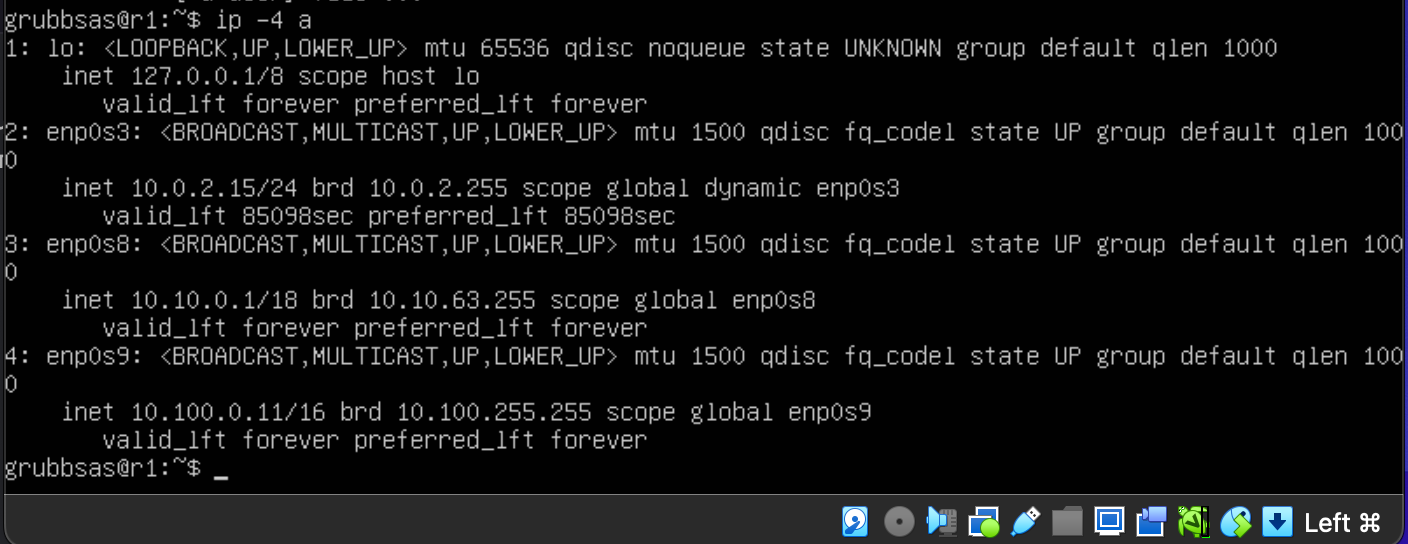 grubbsas@r1:~$ ip -4 a
1: lo: <LOOPBACK,UP,LOWER_UP> mtu 65536 qdisc noqueue state UNKNOWN group default qlen 1000
    inet 127.0.0.1/8 scope host lo
       valid_lft forever preferred_lft forever
2: enp0s3: <BROADCAST,MULTICAST,UP,LOWER_UP> mtu 1500 qdisc fq_codel state UP group default qlen 100
0
    inet 10.0.2.15/24 brd 10.0.2.255 scope global dynamic enp0s3
       valid_lft 85098sec preferred_lft 85098sec
3: enp0s8: <BROADCAST,MULTICAST,UP,LOWER_UP> mtu 1500 qdisc fq_codel state UP group default qlen 100
0
    inet 10.10.0.1/18 brd 10.10.63.255 scope global enp0s8
       valid_lft forever preferred_lft forever
4: enp0s9: <BROADCAST,MULTICAST,UP,LOWER_UP> mtu 1500 qdisc fq_codel state UP group default qlen 100
0
    inet 10.100.0.11/16 brd 10.100.255.255 scope global enp0s9
       valid_lft forever preferred_lft forever
grubbsas@r1:~$ _
Left ⌘